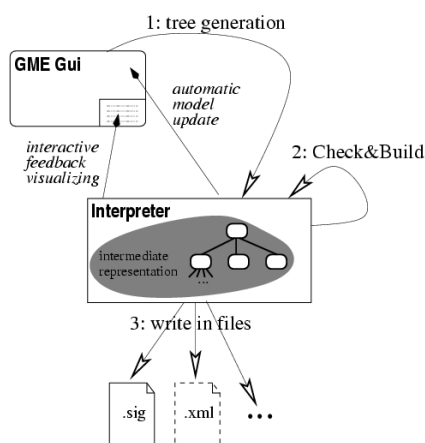 1: tree generation
GME Gui
automatic
model
update
interactive
feedback
visualizing
2: Check&Build
Interpreter
intermediate
representation
...
3: write in files
.sig
.xml
...